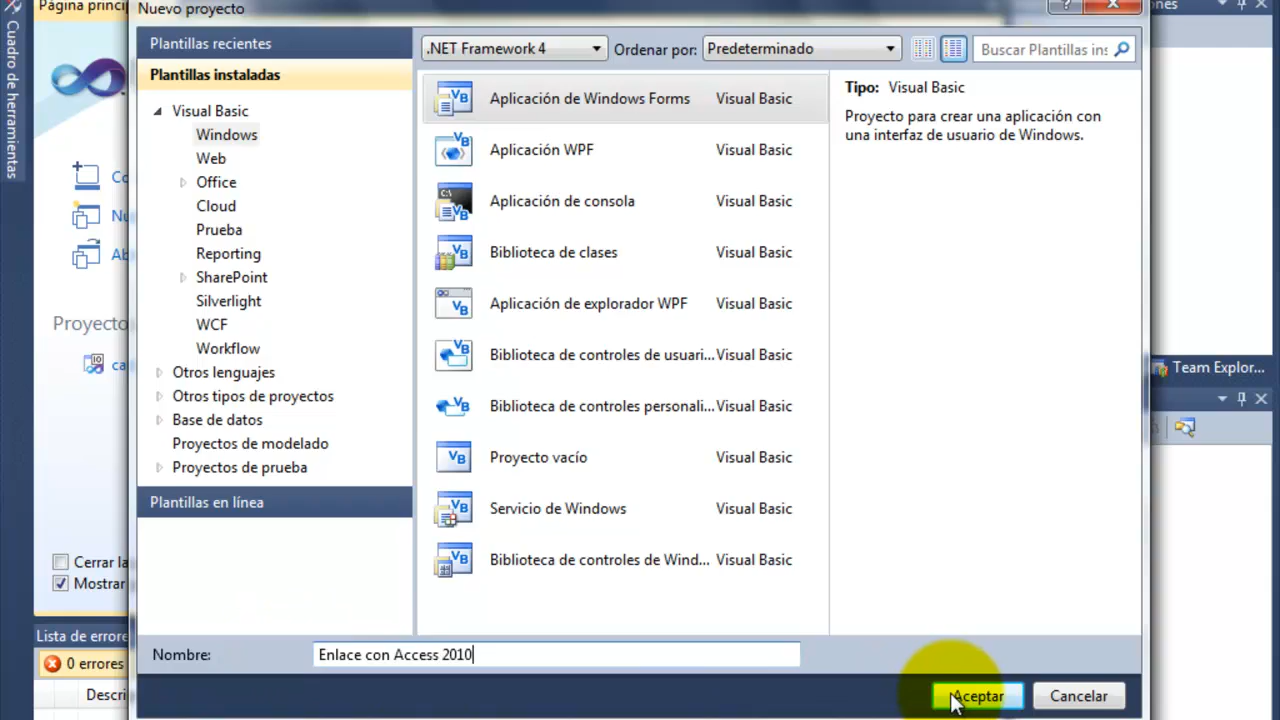 Página princi
Nuevo proyecto
Cuadro de herramientas
Plantillas recientes
Plantillas instaladas
Visual Basic
Windows
Web
Office
Cloud
Prueba
Reporting
SharePoint
Silverlight
WCF
Workflow
Otros lenguajes
Otros tipos de proyectos
Base de datos
Proyectos de modelado
Proyectos de prueba
Plantillas en línea
.NET Framework 4
Ordenar por:
Predeterminado
Buscar Plantillas in
Aplicación de Windows Forms Visual Basic
Aplicación WPF Visual Basic
Aplicación de consola Visual Basic
Biblioteca de clases Visual Basic
Aplicación de explorador WPF Visual Basic
Biblioteca de controles de usuari... Visual Basic
Biblioteca de controles personali... Visual Basic
Proyecto vacío Visual Basic
Servicio de Windows Visual Basic
Biblioteca de controles de Wind... Visual Basic
Tipo: Visual Basic
Proyecto para crear una aplicación con
una interfaz de usuario de Windows.
Co
Nu
Ab
Proyecto
ca
Cerrar la
Mostrar
Lista de errore
0 errores
Descri
Team Explor...
Nombre: Enlace con Access 2010
Aceptar
Cancelar